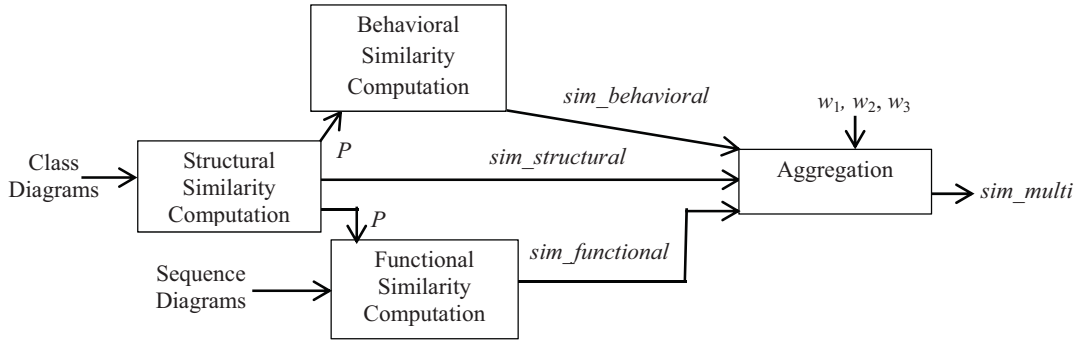 Behavioral
Similarity
Computation
sim_behavioral
w1, w2, w3
P
Class
Diagrams
Structural
Similarity
Computation
sim_structural
Aggregation
sim_multi
P
Sequence
Diagrams
Functional
Similarity
Computation
sim_functional